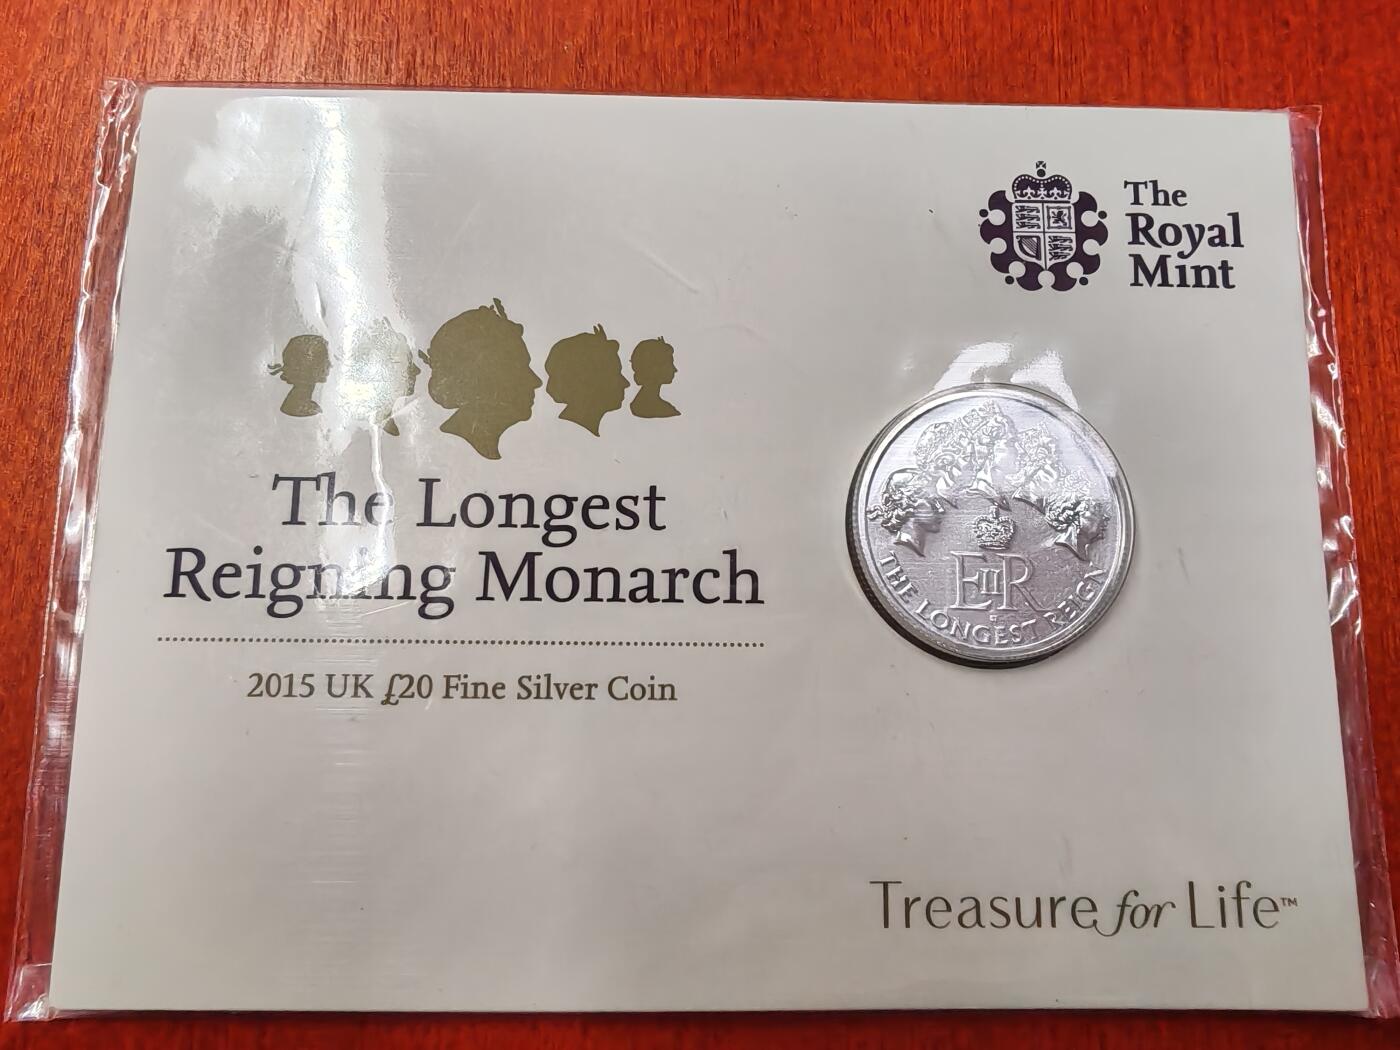 The
Royal
Mint
The Longest
Reigning Monarch
2015 UK £20 Fine Silver Coin
EIIR
THE LONGEST REIGN
Treasure for Life™